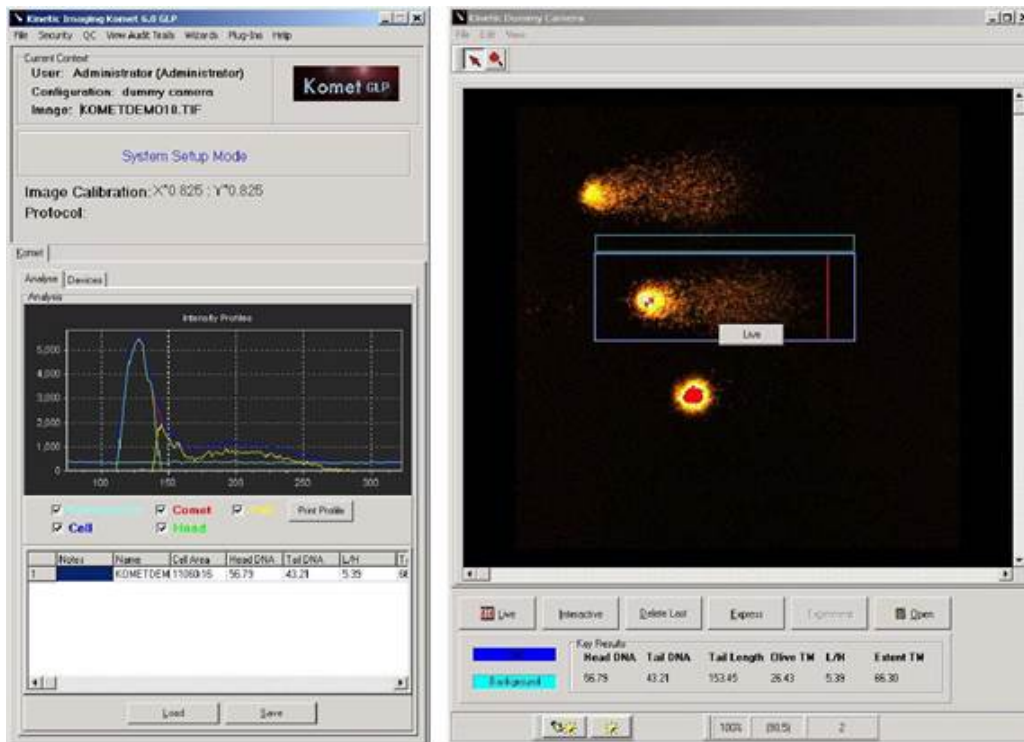 Kinetic Imaging Komet 6.0 GLP
File Security QC View Audit Trails Wizards Plug-Ins Help
Current Context
User: Administrator (Administrator)
Configuration: dummy camera
Image: KOMETDEMO18.TIF
Komet GLP
System Setup Mode
Image Calibration: X*0.825 : Y*0.825
Protocol:
Komet
Analyse Devices
Analysis
Intensity Profiles
5,000
4,000
3,000
2,000
1,000
0
100 150 200 250 300
Comet Print Profile
Cell Head
Notes Name Cell Area Head DNA Tail DNA L/H
1 KOMETDEM 56.79 43.21 5.39
Load Save
Kinetic Dummy Camera
File Edit View
Live
Live Interactive Delete Last Express Experiment Open
Key Results
Head DNA Tail DNA Tail Length Olive TM L/H Extent TM
Background 56.79 43.21 153.45 26.43 5.39 66.30
100% (80,5) 2